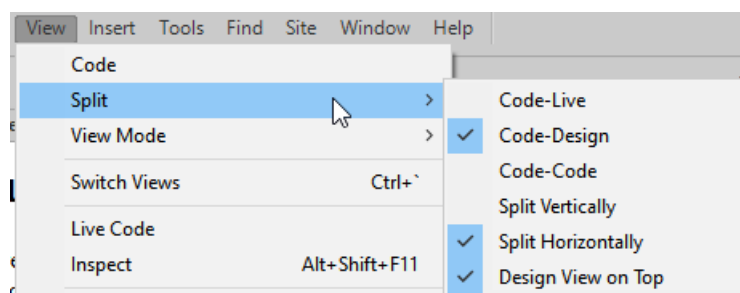 View Insert Tools Find Site Window Help
Code
Split
View Mode
Switch Views Ctrl+`
Live Code
Inspect Alt+Shift+F11
Code-Live
Code-Design
Code-Code
Split Vertically
Split Horizontally
Design View on Top